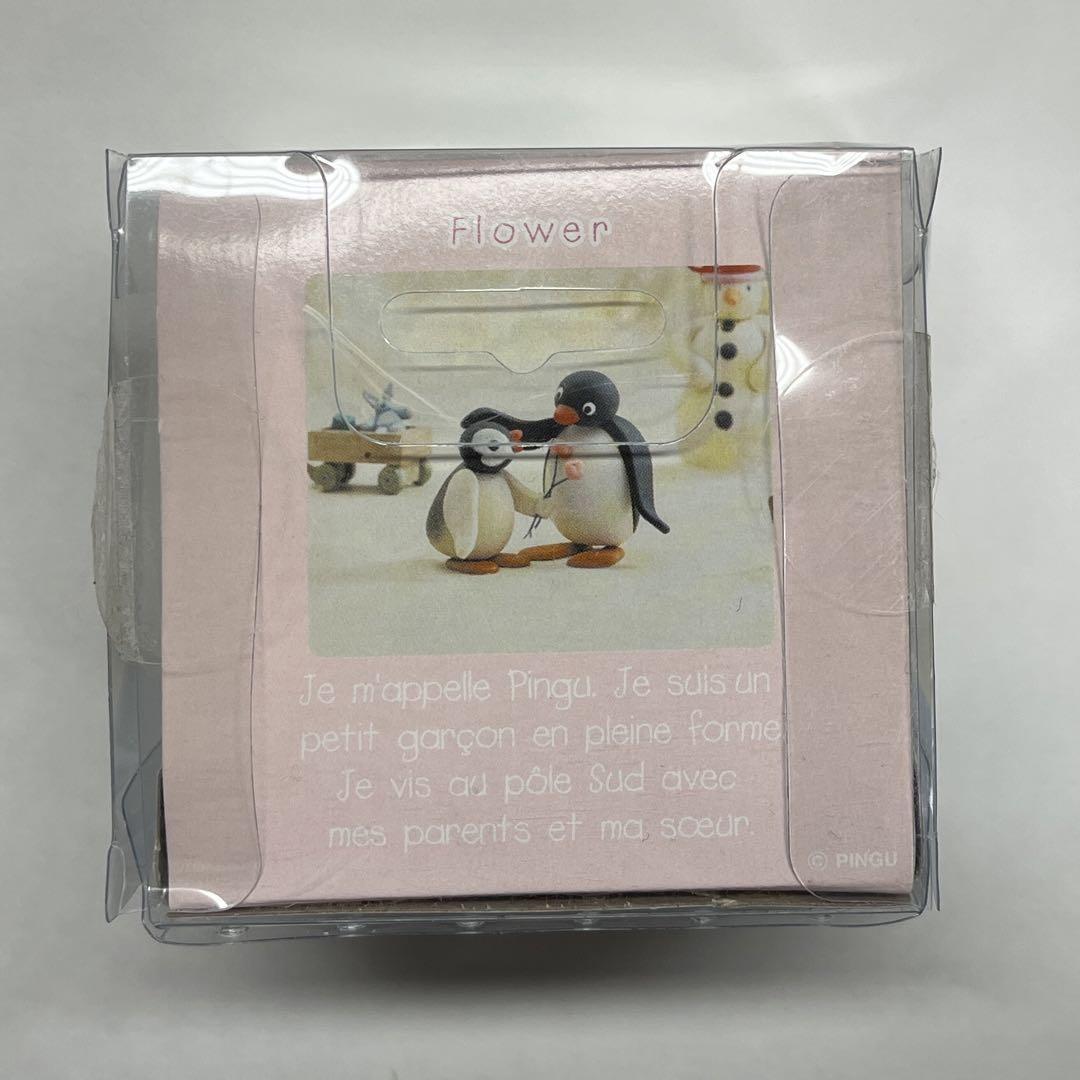 Flower
Je m'appelle Pingu. Je suis un
petit garçon en pleine forme
Je vis au pôle Sud avec
mes parents et ma sœur.
© PINGU